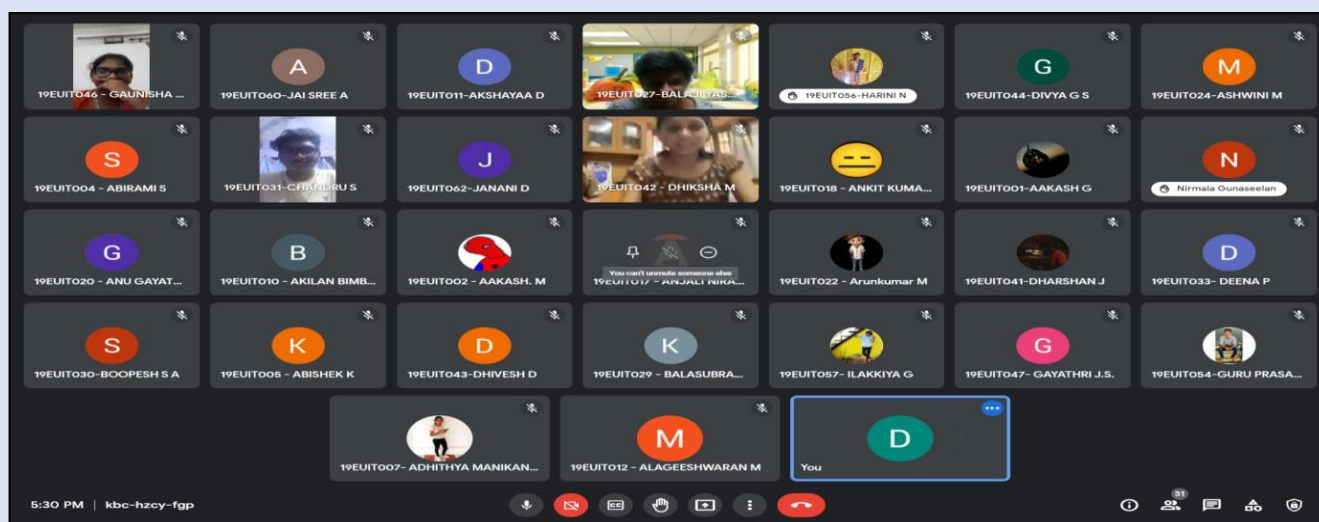 19EUIT046 - GAUNISHA ...
A
19EUIT060-JAI SREE A
D
19EUIT011-AKSHAYAA D
19EUIT027-BALAJIYAS...
19EUIT056-HARINI N
G
19EUIT044-DIVYA G S
M
19EUIT024-ASHWINI M
S
19EUIT004 - ABIRAMI S
19EUIT031-CHANDRU S
J
19EUIT062-JANANI D
19EUIT042 - DHIKSHA M
19EUIT018 - ANKIT KUMA...
19EUIT001-AAKASH G
N
Nirmala Gunaseelan
G
19EUIT020 - ANU GAYAT...
B
19EUIT010 - AKILAN BIMB...
19EUIT002 - AAKASH. M
You can't unmute someone else
19EUIT017 - ANJALI NIRA...
19EUIT022 - Arunkumar M
19EUIT041-DHARSHAN J
D
19EUIT033- DEENA P
S
19EUIT030-BOOPESH S A
K
19EUIT005 - ABISHEK K
D
19EUIT043-DHIVESH D
K
19EUIT029 - BALASUBRA...
19EUIT057- ILAKKIYA G
G
19EUIT047- GAYATHRI J.S.
19EUIT054-GURU PRASA...
19EUIT007- ADHITHYA MANIKAN...
M
19EUIT012 - ALAGEESHWARAN M
D
You
5:30 PM | kbc-hzcy-fgp
CC
31